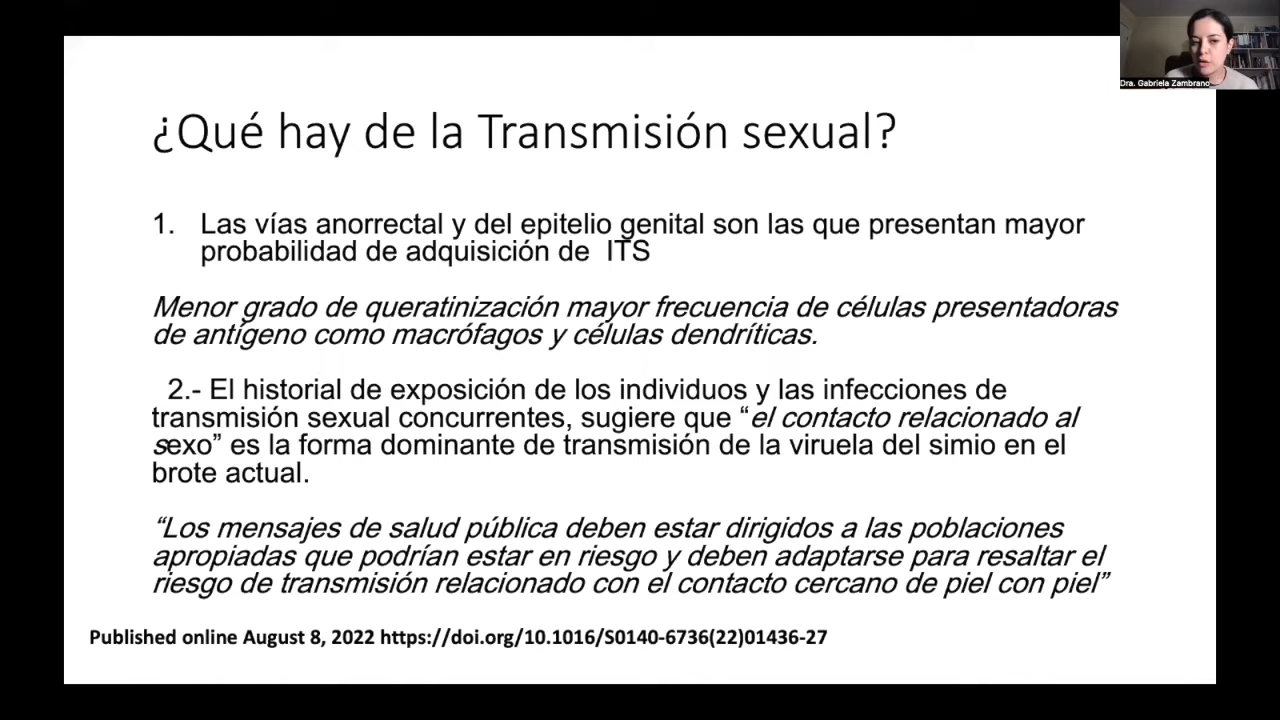 Dra. Gabriela Zambrano
¿Qué hay de la Transmisión sexual?
1. Las vías anorrectal y del epitelio genital son las que presentan mayor
probabilidad de adquisición de ITS
Menor grado de queratinización mayor frecuencia de células presentadoras
de antígeno como macrófagos y células dendríticas.
2.- El historial de exposición de los individuos y las infecciones de
transmisión sexual concurrentes, sugiere que “el contacto relacionado al
sexo” es la forma dominante de transmisión de la viruela del simio en el
brote actual.
“Los mensajes de salud pública deben estar dirigidos a las poblaciones
apropiadas que podrían estar en riesgo y deben adaptarse para resaltar el
riesgo de transmisión relacionado con el contacto cercano de piel con piel”
Published online August 8, 2022 https://doi.org/10.1016/S0140-6736(22)01436-27